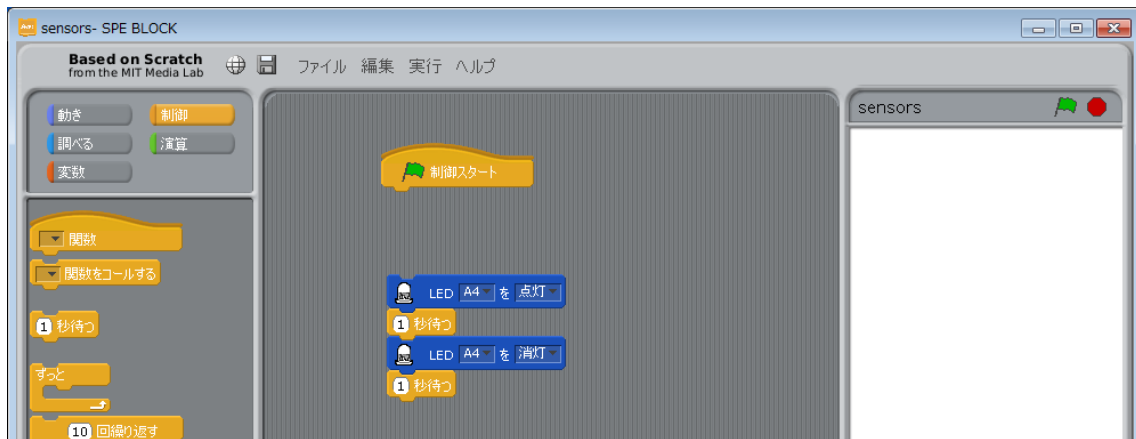 sensors- SPE BLOCK
Based on Scratch
from the MIT Media Lab
ファイル 編集 実行 ヘルプ
動き 制御
調べる 演算
変数
関数
関数をコールする
1 秒待つ
ずっと
10 回繰り返す
制御スタート
LED A4 を 点灯
1 秒待つ
LED A4 を 消灯
1 秒待つ
sensors